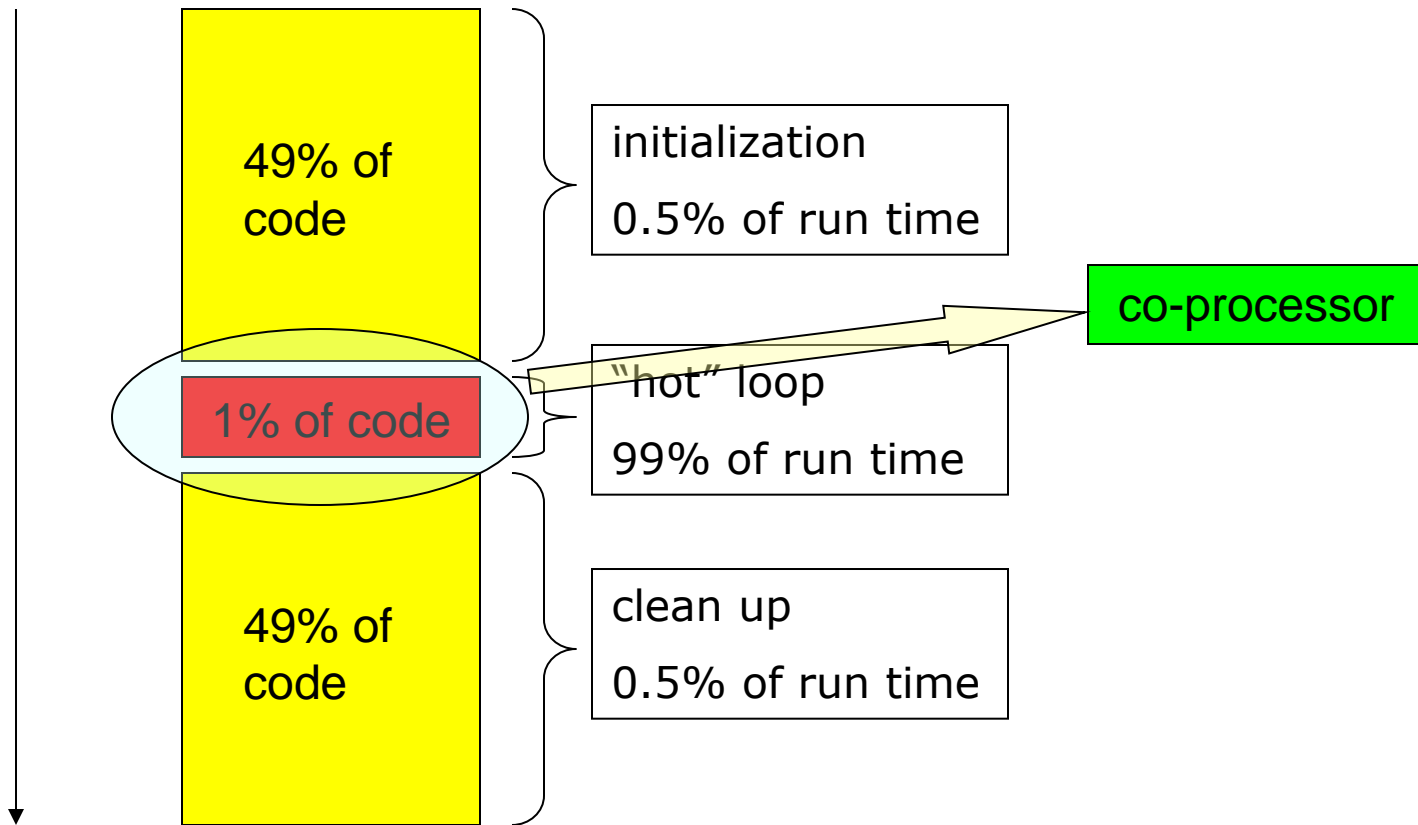 49% of
code
initialization
0.5% of run time
co-processor
1% of code
“hot” loop
99% of run time
49% of
code
clean up
0.5% of run time